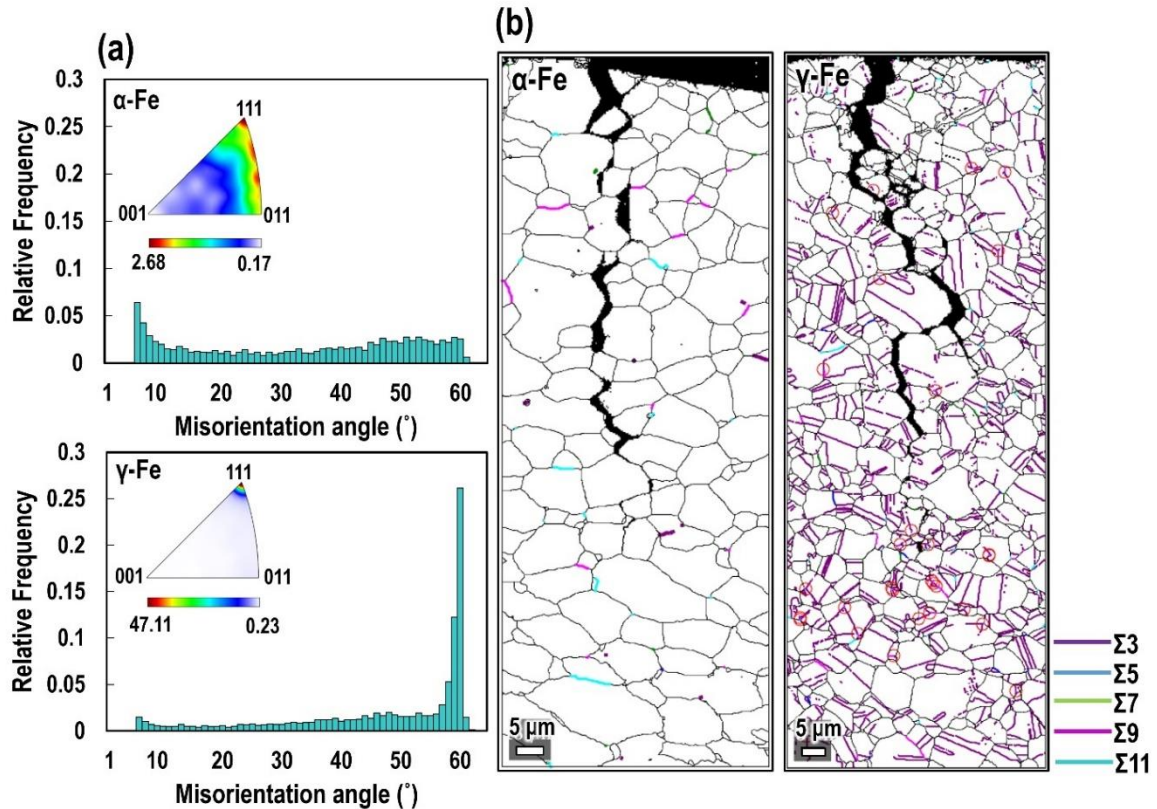 (a)
0.3
0.25
0.2
0.15
0.1
0.05
0
Relative Frequency
α-Fe
111
001
011
2.68 0.17
1 10 20 30 40 50 60
Misorientation angle (˚)
0.3
0.25
0.2
0.15
0.1
0.05
0
Relative Frequency
γ-Fe
111
001
011
47.11 0.23
1 10 20 30 40 50 60
Misorientation angle (˚)
(b)
α-Fe
5 µm
γ-Fe
5 µm
Σ3
Σ5
Σ7
Σ9
Σ11